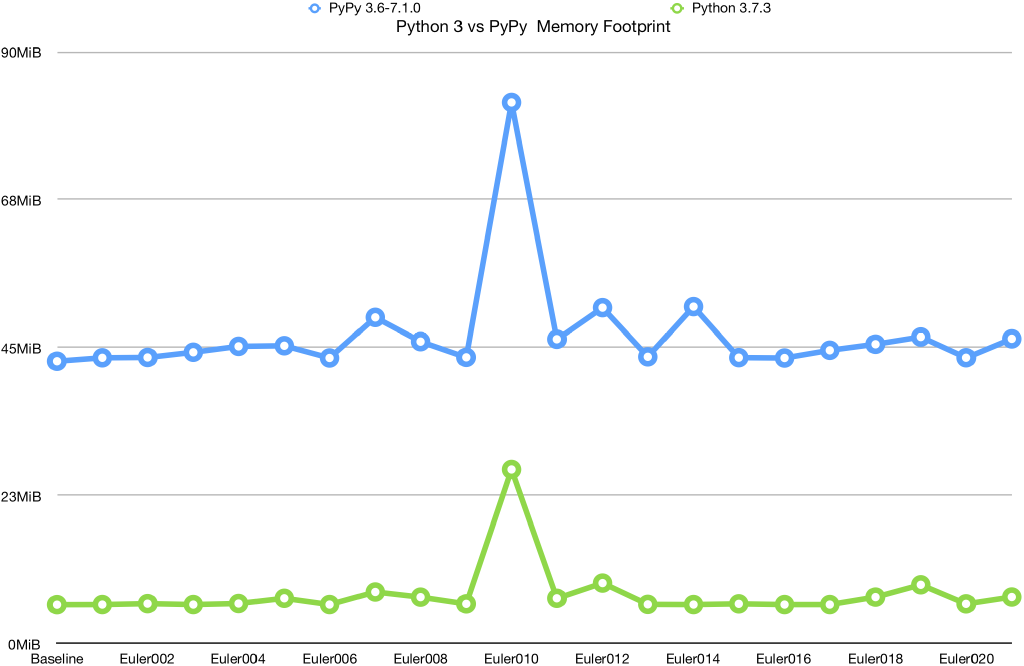 PyPy 3.6-7.1.0 Python 3.7.3
Python 3 vs PyPy Memory Footprint
90MiB
68MiB
45MiB
23MiB
0MiB
Baseline Euler002 Euler004 Euler006 Euler008 Euler010 Euler012 Euler014 Euler016 Euler018 Euler020